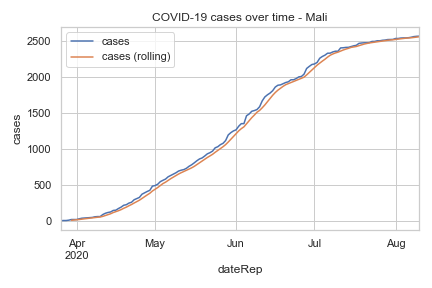 COVID-19 cases over time - Mali
cases
cases (rolling)
2500
2000
1500
1000
500
0
cases
Apr
2020
May
Jun
Jul
Aug
dateRep